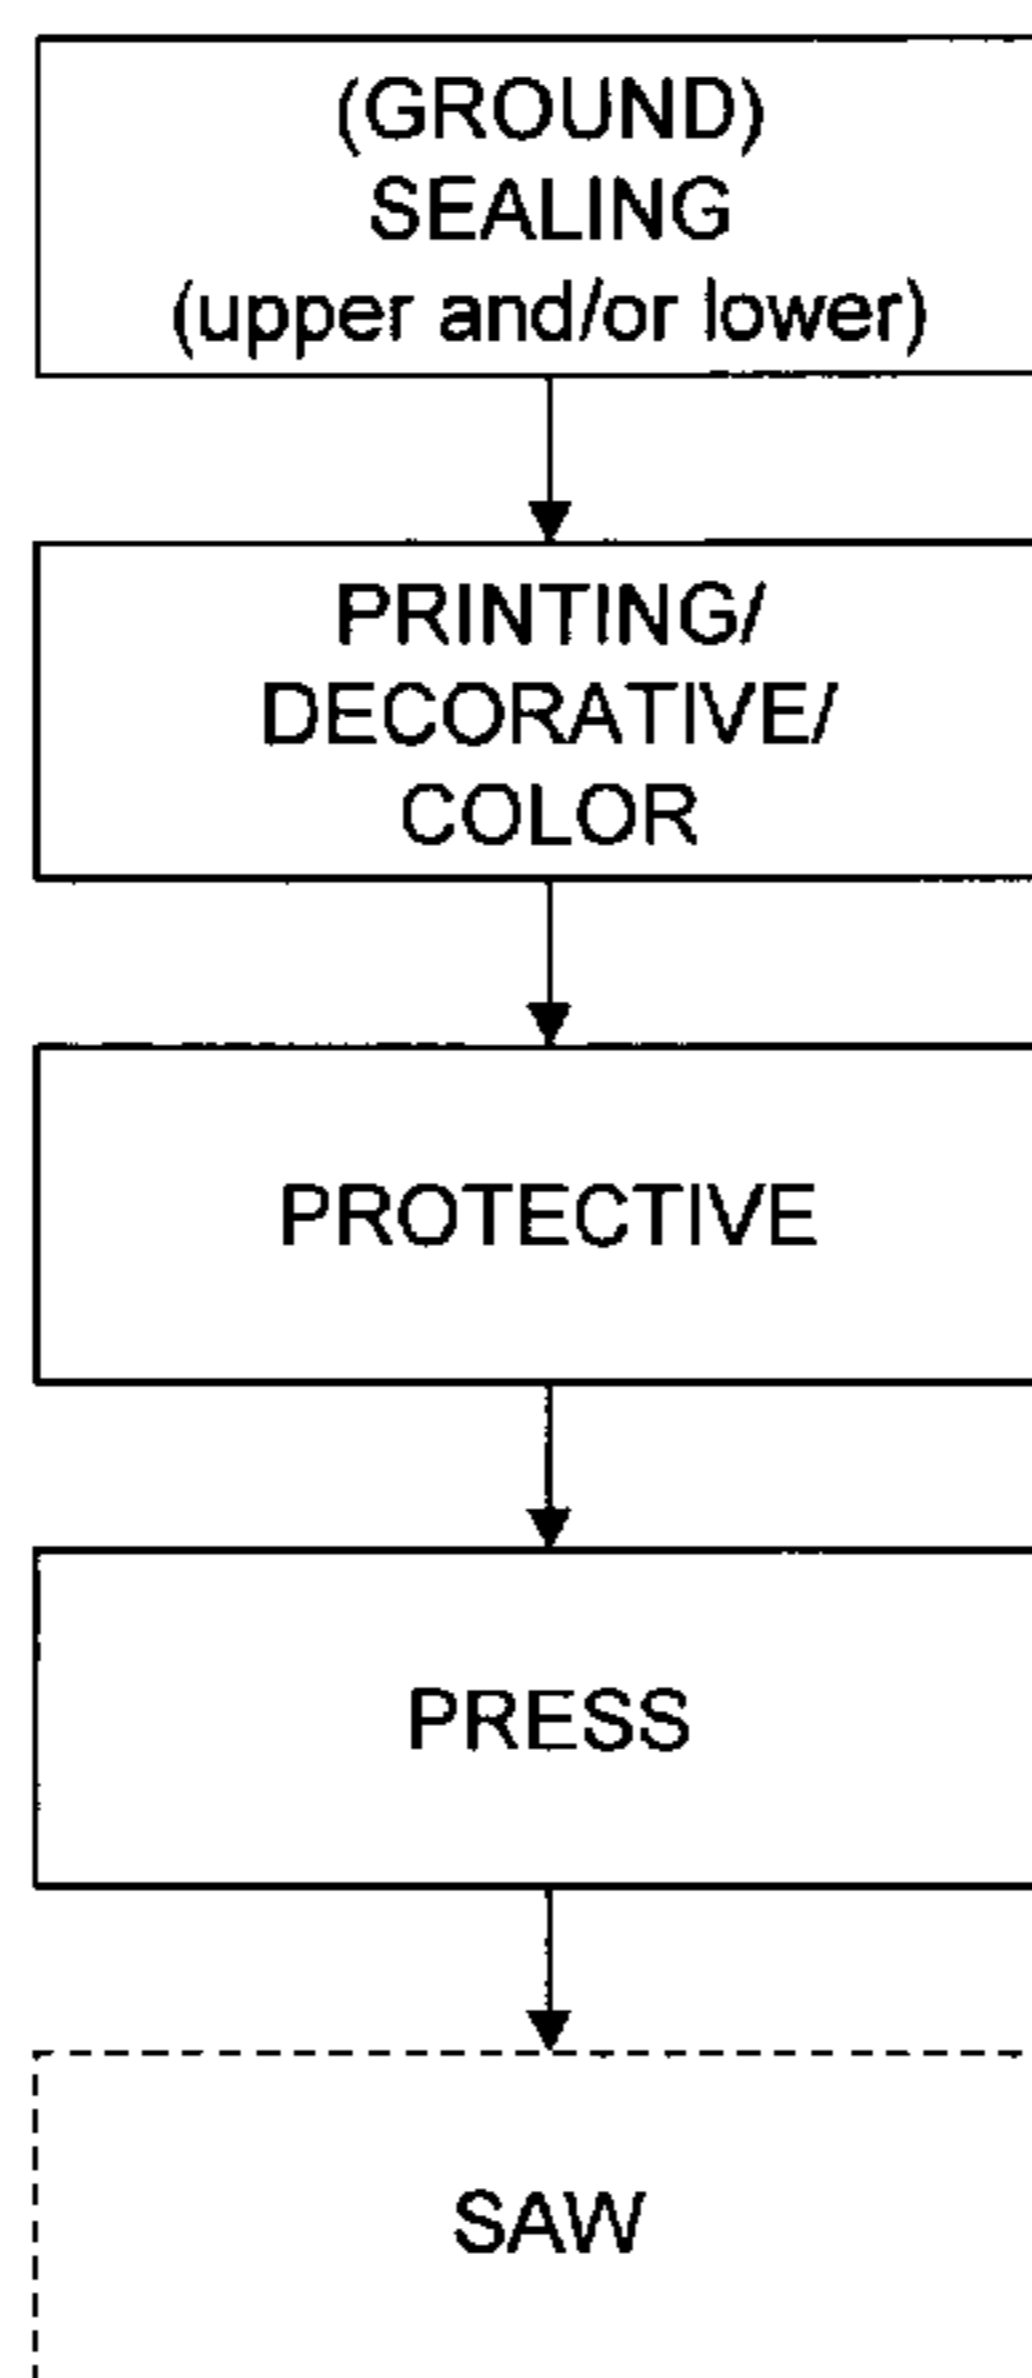 (GROUND)
SEALING
(upper and/or lower)
PRINTING/
DECORATIVE/
COLOR
PROTECTIVE
PRESS
SAW